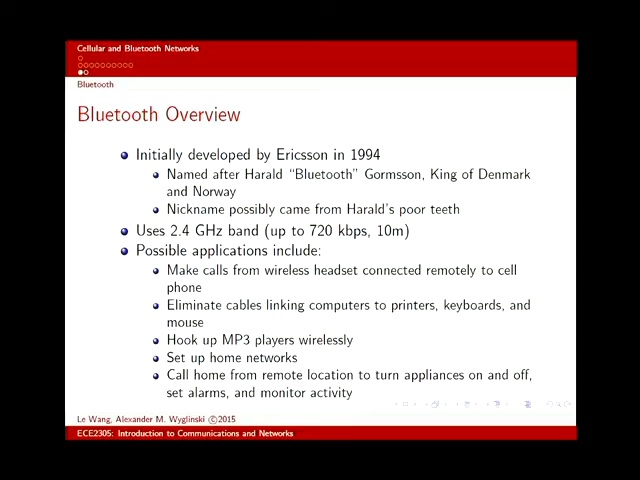 Cellular and Bluetooth Networks
Bluetooth
Bluetooth Overview
Initially developed by Ericsson in 1994
Named after Harald “Bluetooth” Gormsson, King of Denmark
and Norway
Nickname possibly came from Harald's poor teeth
Uses 2.4 GHz band (up to 720 kbps, 10m)
Possible applications include:
Make calls from wireless headset connected remotely to cell
phone
Eliminate cables linking computers to printers, keyboards, and
mouse
Hook up MP3 players wirelessly
Set up home networks
Call home from remote location to turn appliances on and off,
set alarms, and monitor activity
Le Wang, Alexander M. Wyglinski ©2015
ECE2305: Introduction to Communications and Networks